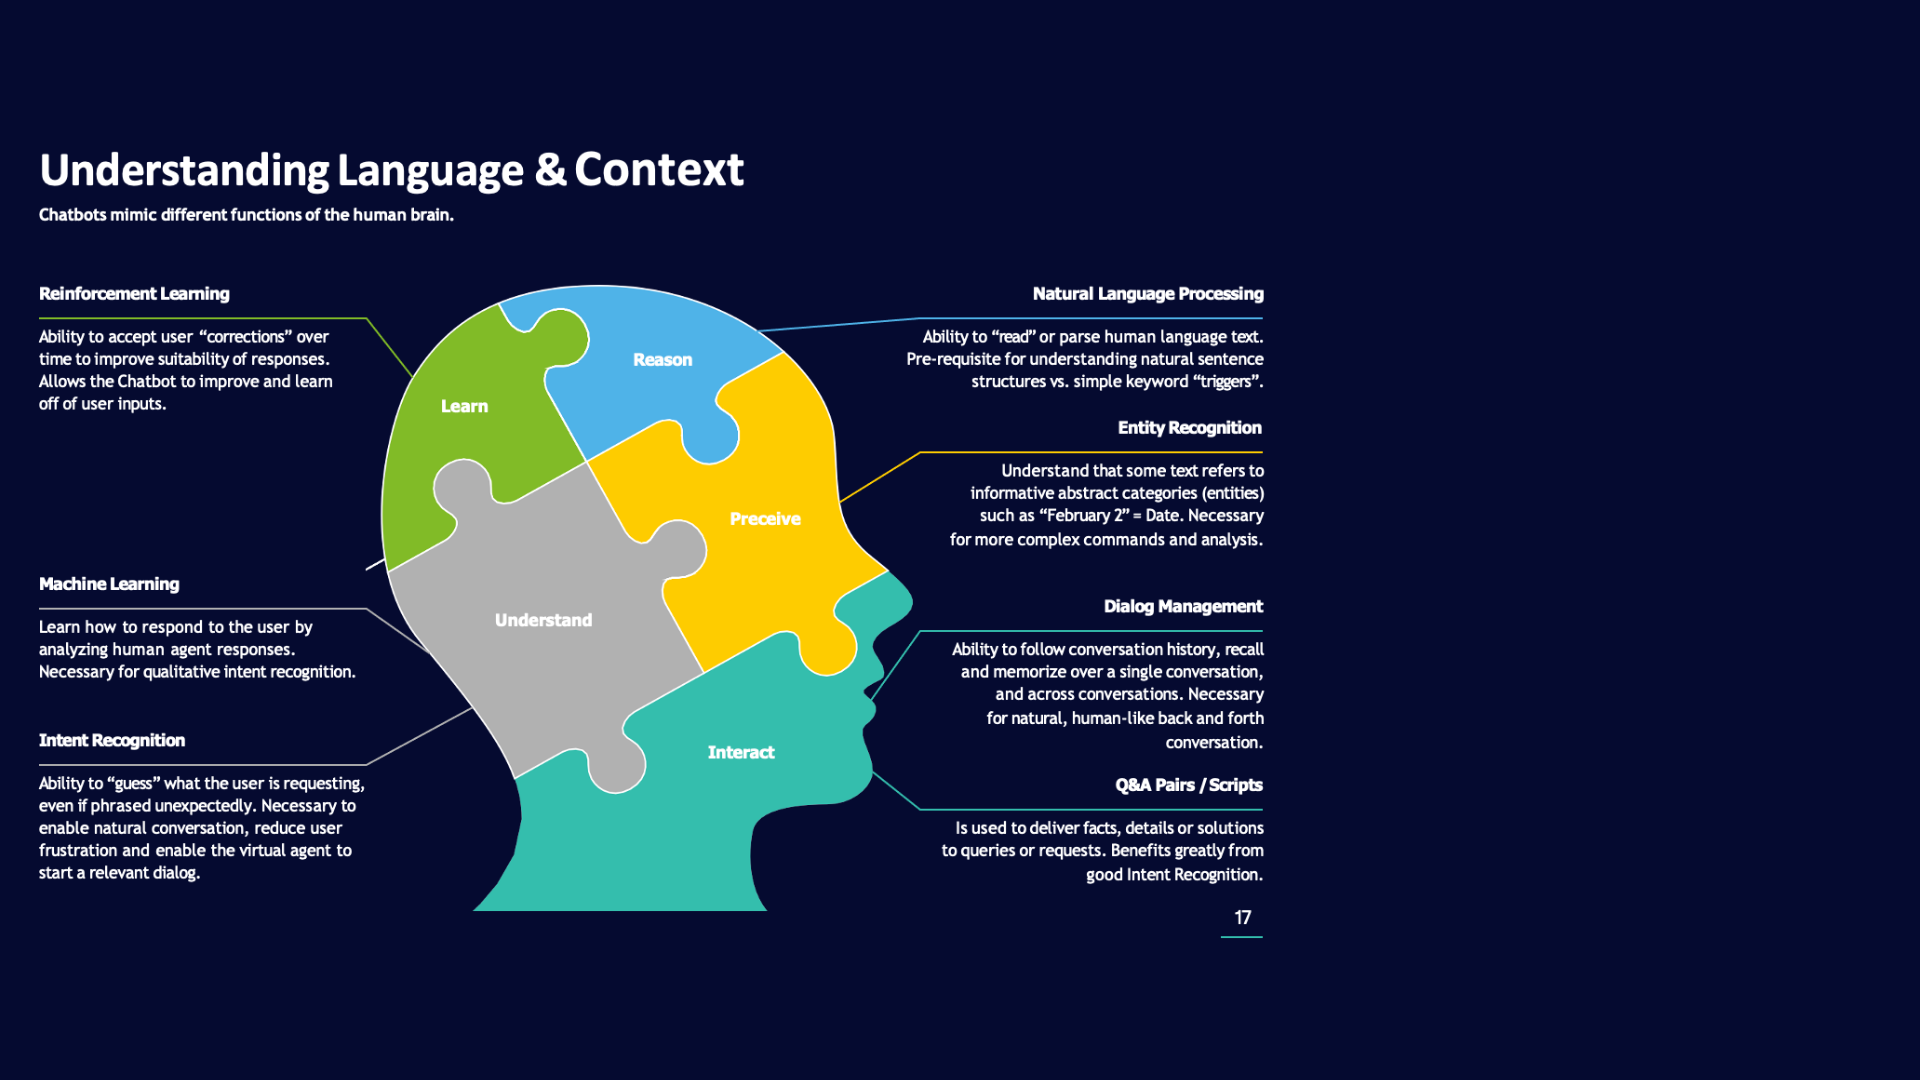 Understanding Language & Context
Chatbots mimic different functions of the human brain.
Reinforcement Learning
Ability to accept user “corrections” over
time to improve suitability of responses.
Allows the Chatbot to improve and learn
off of user inputs.
Machine Learning
Learn how to respond to the user by
analyzing human agent responses.
Necessary for qualitative intent recognition.
Intent Recognition
Ability to “guess” what the user is requesting,
even if phrased unexpectedly. Necessary to
enable natural conversation, reduce user
frustration and enable the virtual agent to
start a relevant dialog.
Learn
Reason
Preceive
Understand
Interact
Natural Language Processing
Ability to “read” or parse human language text.
Pre-requisite for understanding natural sentence
structures vs. simple keyword “triggers”.
Entity Recognition
Understand that some text refers to
informative abstract categories (entities)
such as “February 2” = Date. Necessary
for more complex commands and analysis.
Dialog Management
Ability to follow conversation history, recall
and memorize over a single conversation,
and across conversations. Necessary
for natural, human-like back and forth
conversation.
Q&A Pairs / Scripts
Is used to deliver facts, details or solutions
to queries or requests. Benefits greatly from
good Intent Recognition.
17